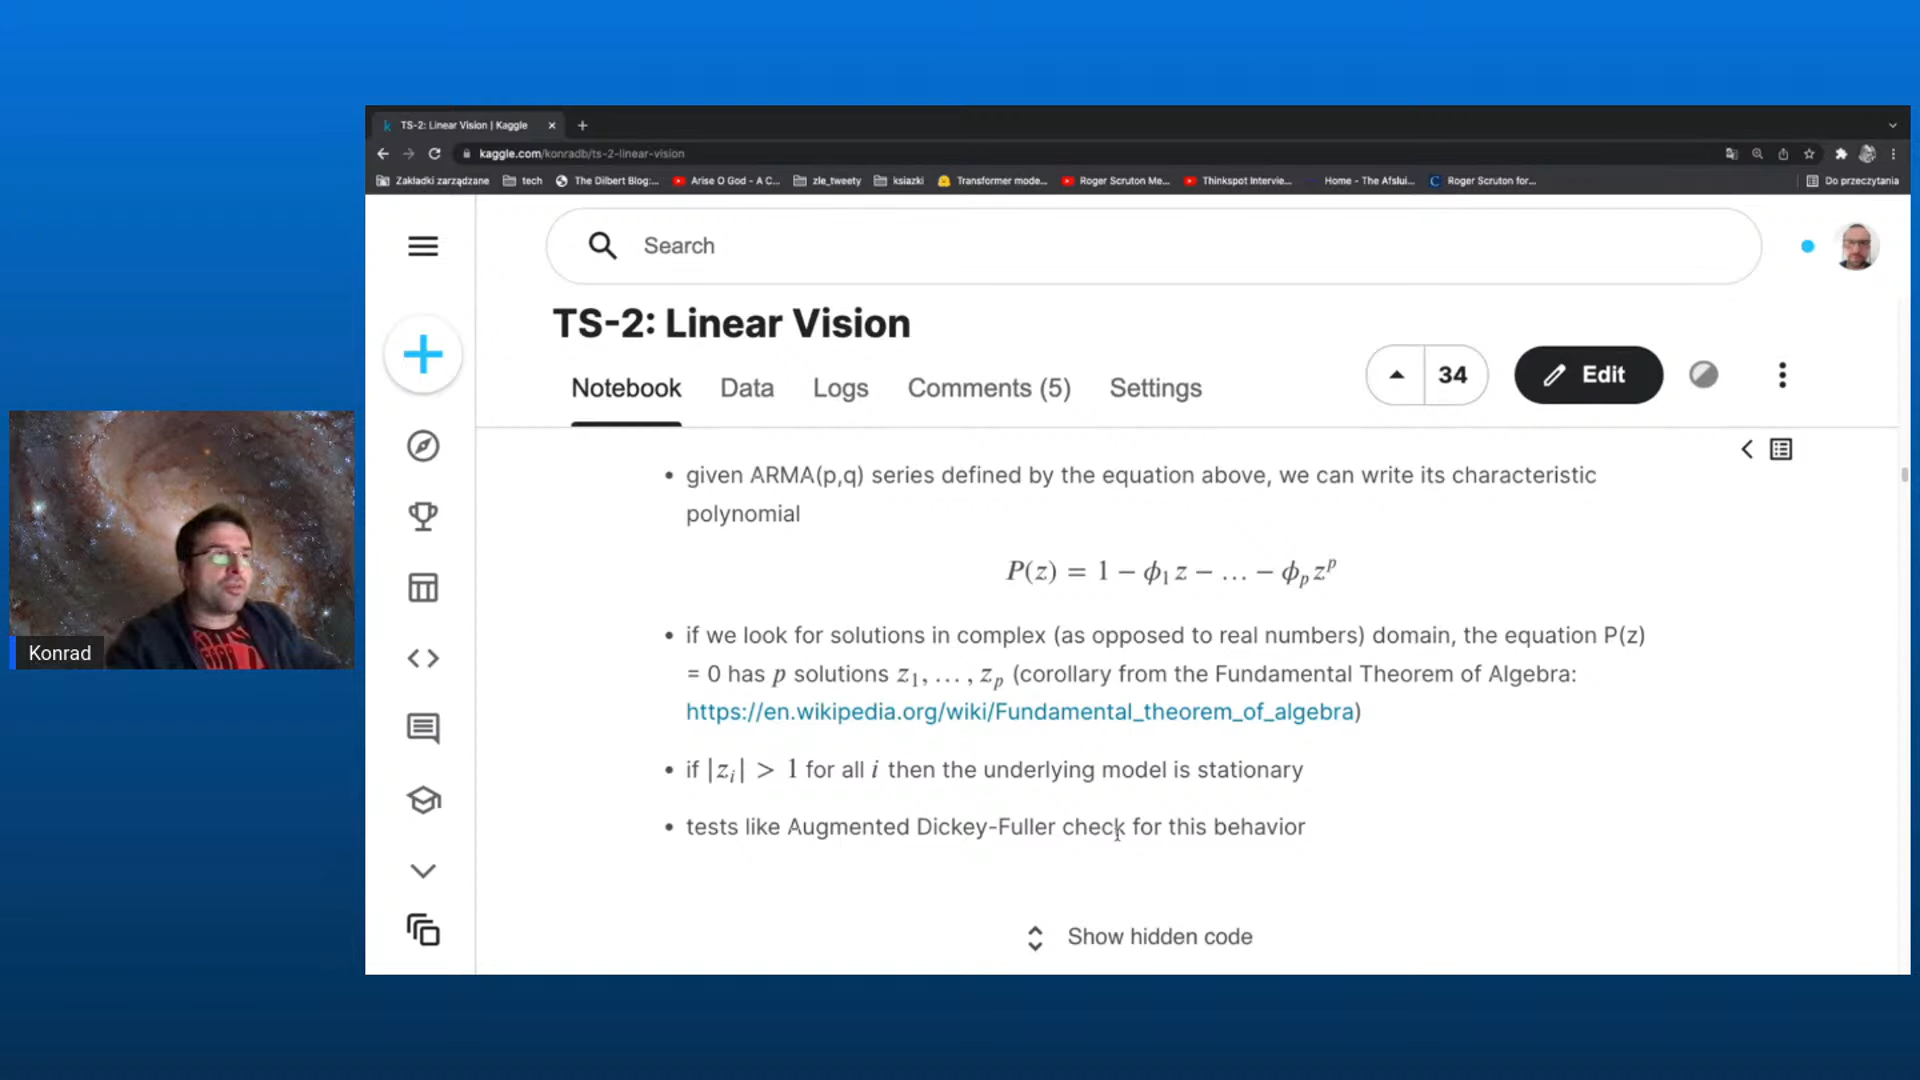 TS-2: Linear Vision | Kaggle
kaggle.com/konradb/ts-2-linear-vision
Zakładki zarządzane tech The Dilbert Blog:... Arise O God - A C... zle_tweety ksiazki Transformer mode... Roger Scruton Me... Thinkspot Intervie... Home - The Afslui... Roger Scruton for... Do przeczytania
Search
TS-2: Linear Vision
Notebook Data Logs Comments (5) Settings 34 Edit
• given ARMA(p,q) series defined by the equation above, we can write its characteristic
polynomial
P(z) = 1 − ϕ₁ z − … − ϕₚ zᵖ
• if we look for solutions in complex (as opposed to real numbers) domain, the equation P(z)
= 0 has p solutions z₁, … , zₚ (corollary from the Fundamental Theorem of Algebra:
https://en.wikipedia.org/wiki/Fundamental_theorem_of_algebra)
• if |zᵢ| > 1 for all i then the underlying model is stationary
• tests like Augmented Dickey-Fuller check for this behavior
Show hidden code
Konrad